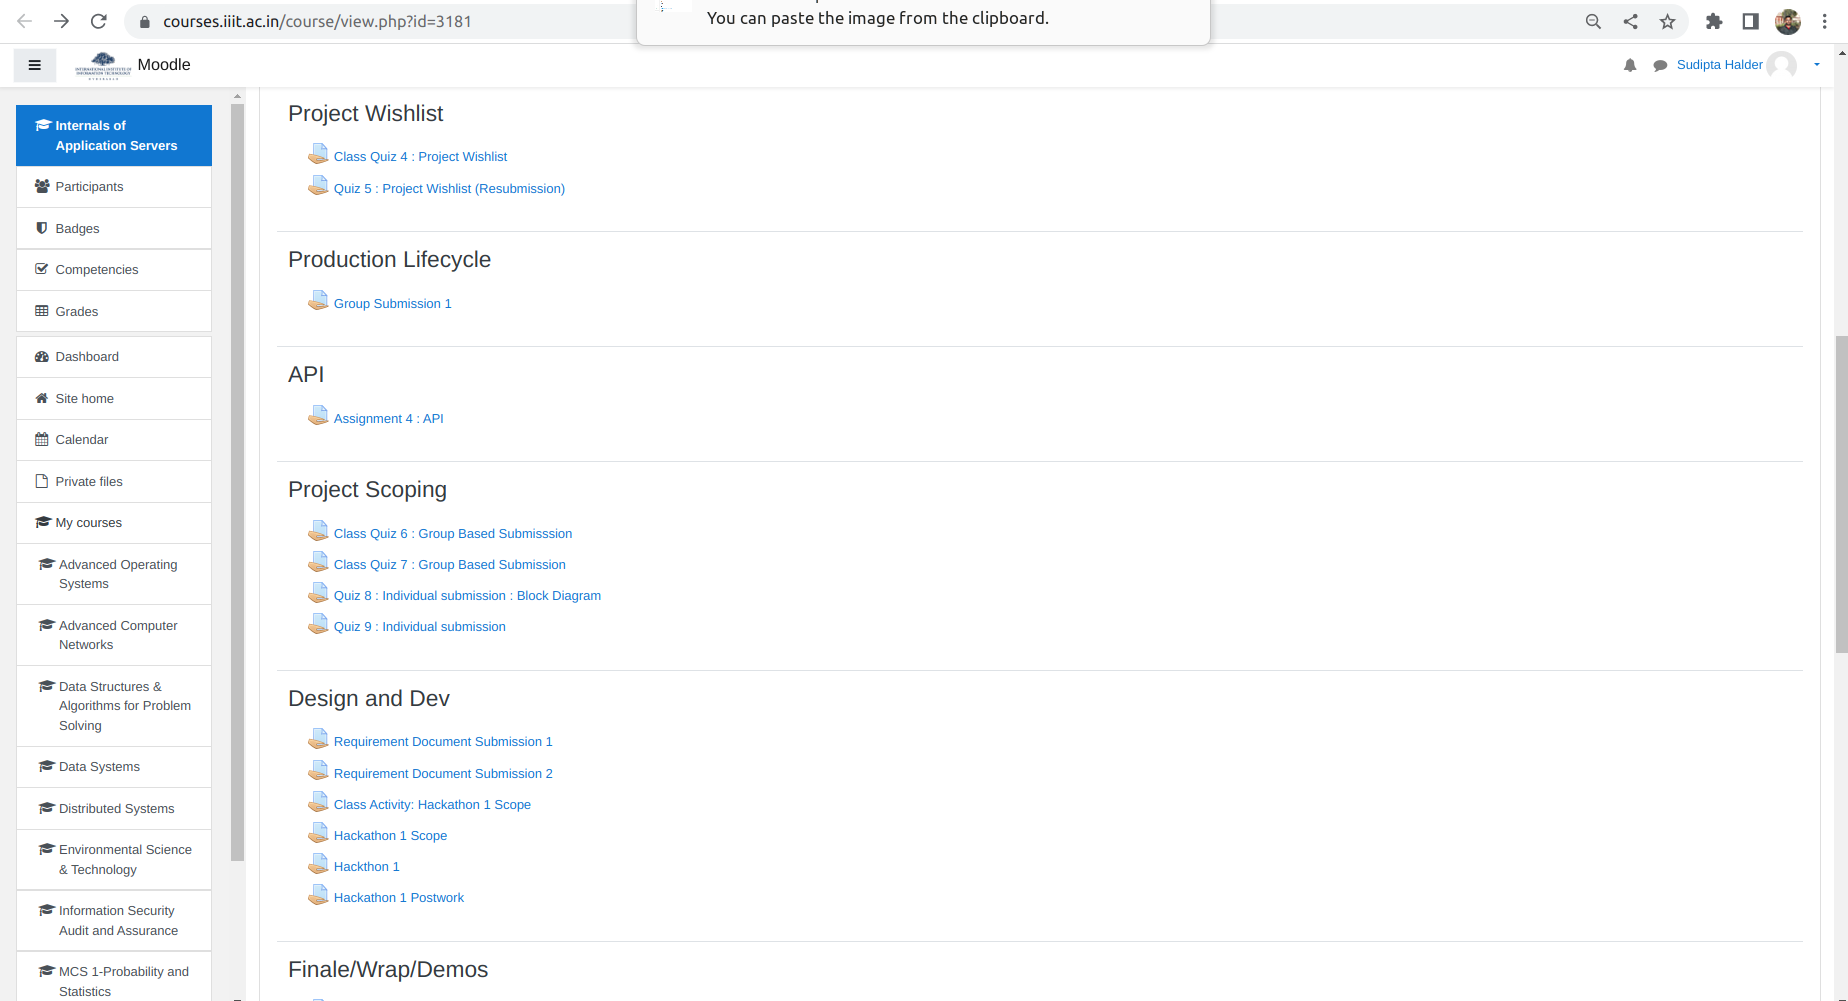 courses.iiit.ac.in/course/view.php?id=3181
You can paste the image from the clipboard.
INTERNATIONAL INSTITUTE OF
INFORMATION TECHNOLOGY
HYDERABAD
Moodle
Sudipta Halder
Internals of
Application Servers
Participants
Badges
Competencies
Grades
Dashboard
Site home
Calendar
Private files
My courses
Advanced Operating
Systems
Advanced Computer
Networks
Data Structures &
Algorithms for Problem
Solving
Data Systems
Distributed Systems
Environmental Science
& Technology
Information Security
Audit and Assurance
MCS 1-Probability and
Statistics
Project Wishlist
Class Quiz 4 : Project Wishlist
Quiz 5 : Project Wishlist (Resubmission)
Production Lifecycle
Group Submission 1
API
Assignment 4 : API
Project Scoping
Class Quiz 6 : Group Based Submisssion
Class Quiz 7 : Group Based Submission
Quiz 8 : Individual submission : Block Diagram
Quiz 9 : Individual submission
Design and Dev
Requirement Document Submission 1
Requirement Document Submission 2
Class Activity: Hackathon 1 Scope
Hackathon 1 Scope
Hackthon 1
Hackathon 1 Postwork
Finale/Wrap/Demos